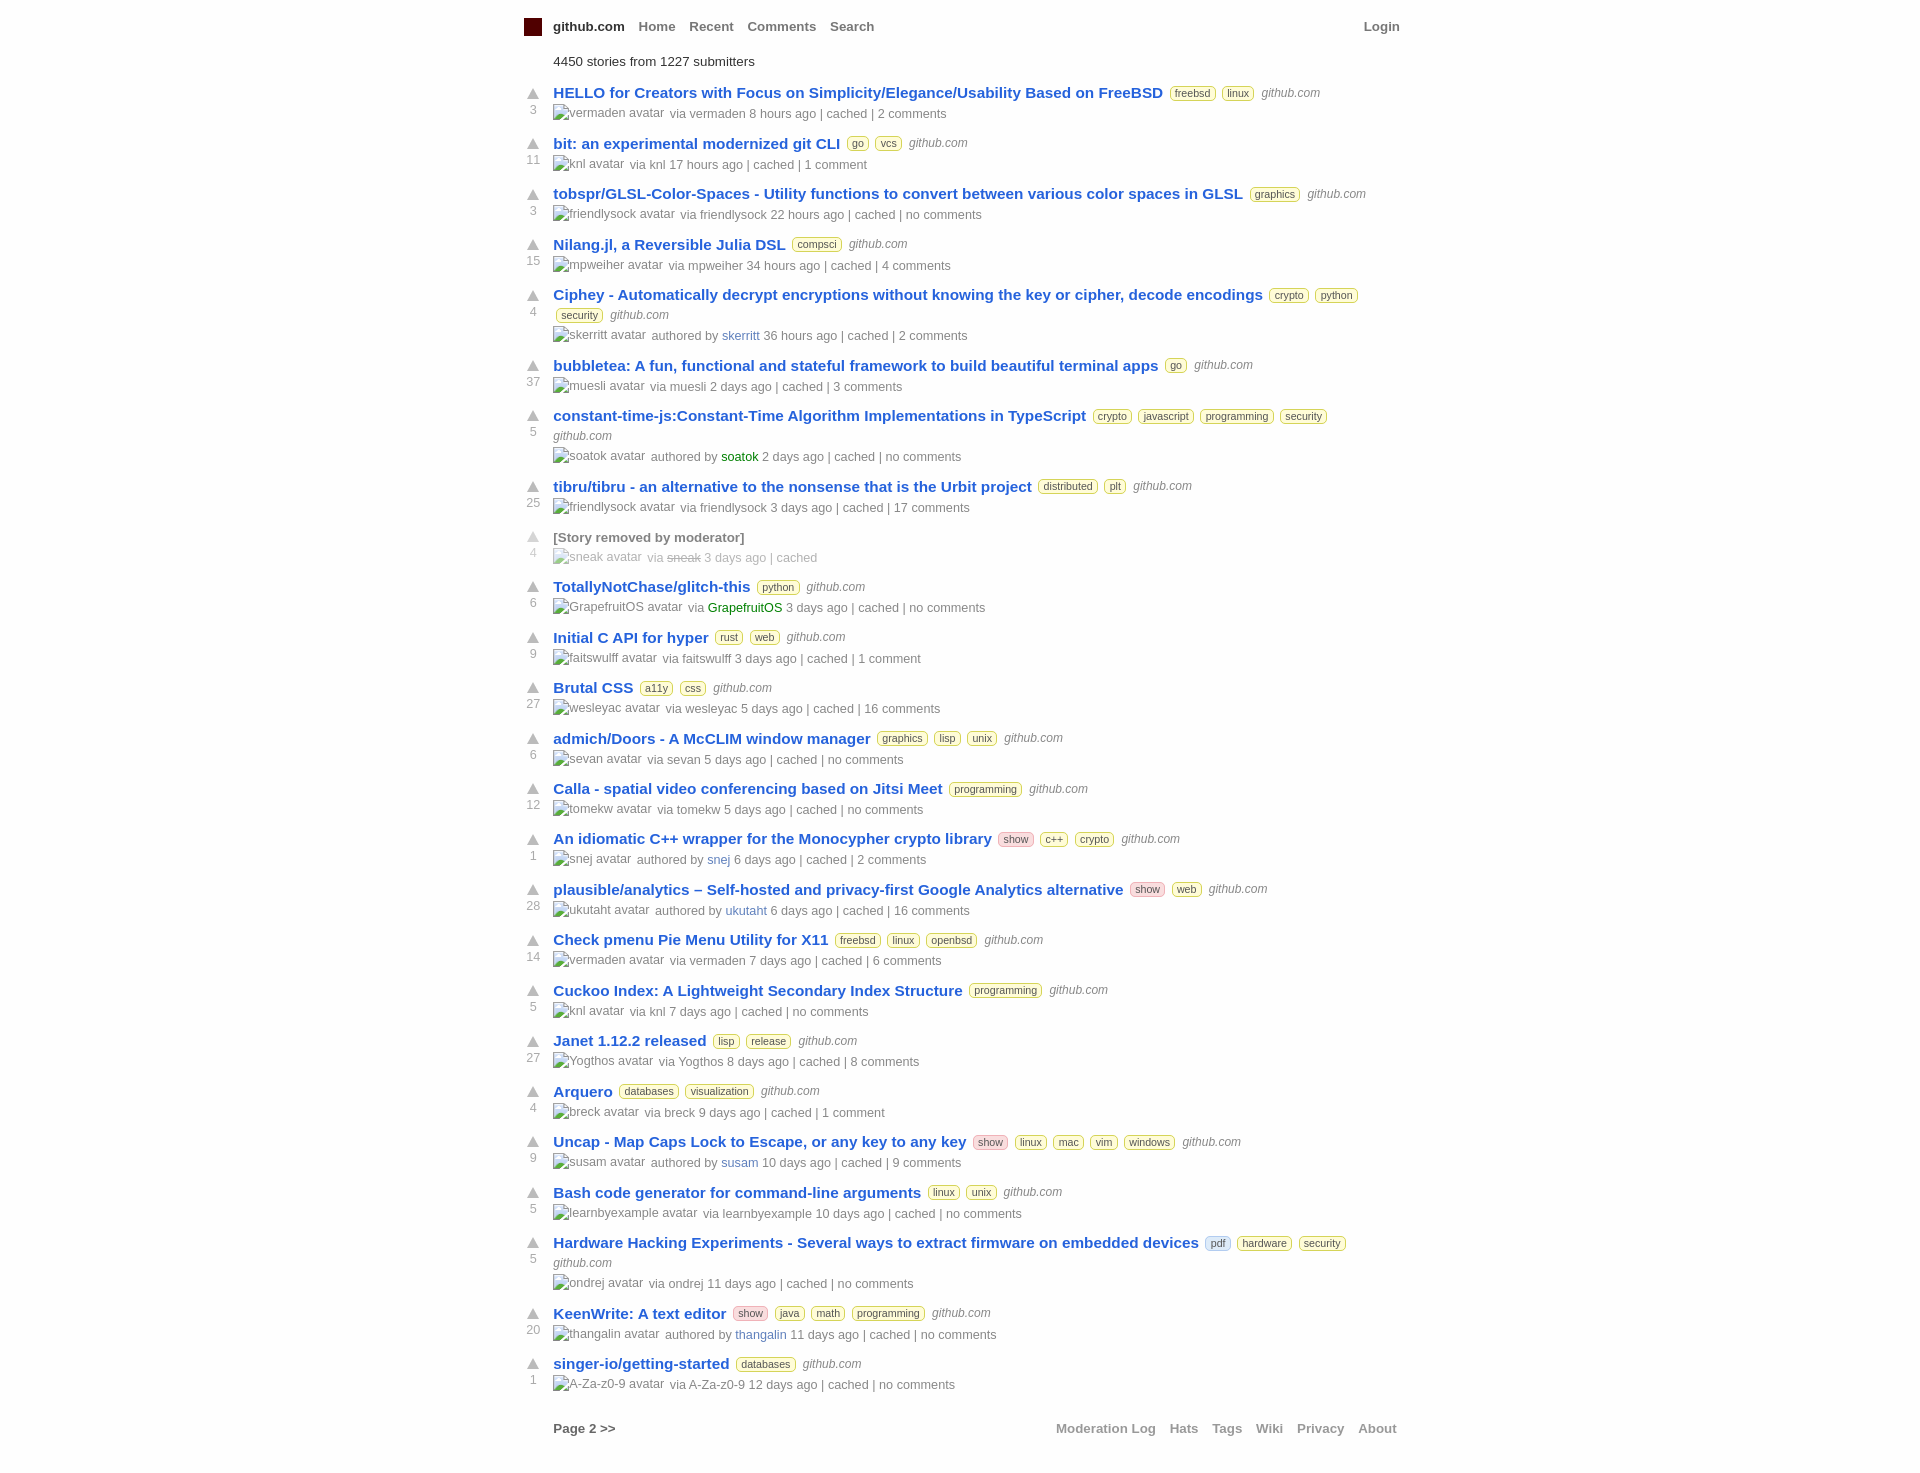 github.com Home Recent Comments Search Login
4450 stories from 1227 submitters
HELLO for Creators with Focus on Simplicity/Elegance/Usability Based on FreeBSD freebsd linux github.com
3
vermaden avatar via vermaden 8 hours ago | cached | 2 comments
bit: an experimental modernized git CLI go vcs github.com
11
knl avatar via knl 17 hours ago | cached | 1 comment
tobspr/GLSL-Color-Spaces - Utility functions to convert between various color spaces in GLSL graphics github.com
3
friendlysock avatar via friendlysock 22 hours ago | cached | no comments
Nilang.jl, a Reversible Julia DSL compsci github.com
15
mpweiher avatar via mpweiher 34 hours ago | cached | 4 comments
Ciphey - Automatically decrypt encryptions without knowing the key or cipher, decode encodings crypto python
4
security github.com
skerritt avatar authored by skerritt 36 hours ago | cached | 2 comments
bubbletea: A fun, functional and stateful framework to build beautiful terminal apps go github.com
37
muesli avatar via muesli 2 days ago | cached | 3 comments
constant-time-js:Constant-Time Algorithm Implementations in TypeScript crypto javascript programming security
5
github.com
soatok avatar authored by soatok 2 days ago | cached | no comments
tibru/tibru - an alternative to the nonsense that is the Urbit project distributed plt github.com
25
friendlysock avatar via friendlysock 3 days ago | cached | 17 comments
[Story removed by moderator]
4
sneak avatar via sneak 3 days ago | cached
TotallyNotChase/glitch-this python github.com
6
GrapefruitOS avatar via GrapefruitOS 3 days ago | cached | no comments
Initial C API for hyper rust web github.com
9
faitswulff avatar via faitswulff 3 days ago | cached | 1 comment
Brutal CSS a11y css github.com
27
wesleyac avatar via wesleyac 5 days ago | cached | 16 comments
admich/Doors - A McCLIM window manager graphics lisp unix github.com
6
sevan avatar via sevan 5 days ago | cached | no comments
Calla - spatial video conferencing based on Jitsi Meet programming github.com
12
tomekw avatar via tomekw 5 days ago | cached | no comments
An idiomatic C++ wrapper for the Monocypher crypto library show c++ crypto github.com
1
snej avatar authored by snej 6 days ago | cached | 2 comments
plausible/analytics – Self-hosted and privacy-first Google Analytics alternative show web github.com
28
ukutaht avatar authored by ukutaht 6 days ago | cached | 16 comments
Check pmenu Pie Menu Utility for X11 freebsd linux openbsd github.com
14
vermaden avatar via vermaden 7 days ago | cached | 6 comments
Cuckoo Index: A Lightweight Secondary Index Structure programming github.com
5
knl avatar via knl 7 days ago | cached | no comments
Janet 1.12.2 released lisp release github.com
27
Yogthos avatar via Yogthos 8 days ago | cached | 8 comments
Arquero databases visualization github.com
4
breck avatar via breck 9 days ago | cached | 1 comment
Uncap - Map Caps Lock to Escape, or any key to any key show linux mac vim windows github.com
9
susam avatar authored by susam 10 days ago | cached | 9 comments
Bash code generator for command-line arguments linux unix github.com
5
learnbyexample avatar via learnbyexample 10 days ago | cached | no comments
Hardware Hacking Experiments - Several ways to extract firmware on embedded devices pdf hardware security
5
github.com
ondrej avatar via ondrej 11 days ago | cached | no comments
KeenWrite: A text editor show java math programming github.com
20
thangalin avatar authored by thangalin 11 days ago | cached | no comments
singer-io/getting-started databases github.com
1
A-Za-z0-9 avatar via A-Za-z0-9 12 days ago | cached | no comments
Page 2 >> Moderation Log Hats Tags Wiki Privacy About